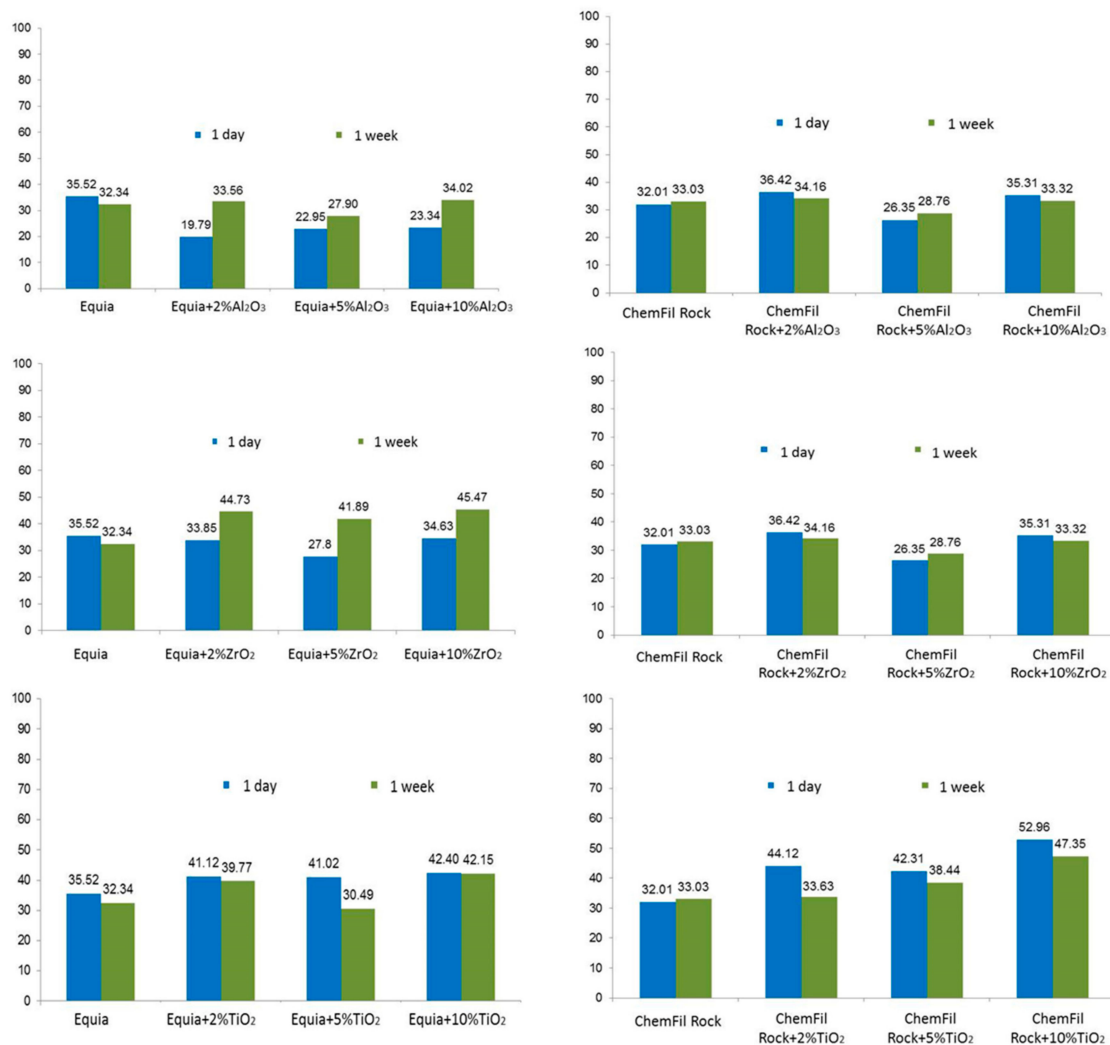 100
90
80
70
60
50
40
30
20
10
0
1 day
1 week
35.52
32.34
19.79
33.56
22.95
27.90
23.34
34.02
Equia
Equia+2%Al₂O₃
Equia+5%Al₂O₃
Equia+10%Al₂O₃
100
90
80
70
60
50
40
30
20
10
0
1 day
1 week
32.01
33.03
36.42
34.16
26.35
28.76
35.31
33.32
ChemFil Rock
ChemFil
Rock+2%Al₂O₃
ChemFil
Rock+5%Al₂O₃
ChemFil
Rock+10%Al₂O₃
100
90
80
70
60
50
40
30
20
10
0
1 day
1 week
35.52
32.34
33.85
44.73
27.8
41.89
34.63
45.47
Equia
Equia+2%ZrO₂
Equia+5%ZrO₂
Equia+10%ZrO₂
100
90
80
70
60
50
40
30
20
10
0
1 day
1 week
32.01
33.03
36.42
34.16
26.35
28.76
35.31
33.32
ChemFil Rock
ChemFil
Rock+2%ZrO₂
ChemFil
Rock+5%ZrO₂
ChemFil
Rock+10%ZrO₂
100
90
80
70
60
50
40
30
20
10
0
1 day
1 week
35.52
32.34
41.12
39.77
41.02
30.49
42.40
42.15
Equia
Equia+2%TiO₂
Equia+5%TiO₂
Equia+10%TiO₂
100
90
80
70
60
50
40
30
20
10
0
1 day
1 week
32.01
33.03
44.12
33.63
42.31
38.44
52.96
47.35
ChemFil Rock
ChemFil
Rock+2%TiO₂
ChemFil
Rock+5%TiO₂
ChemFil
Rock+10%TiO₂